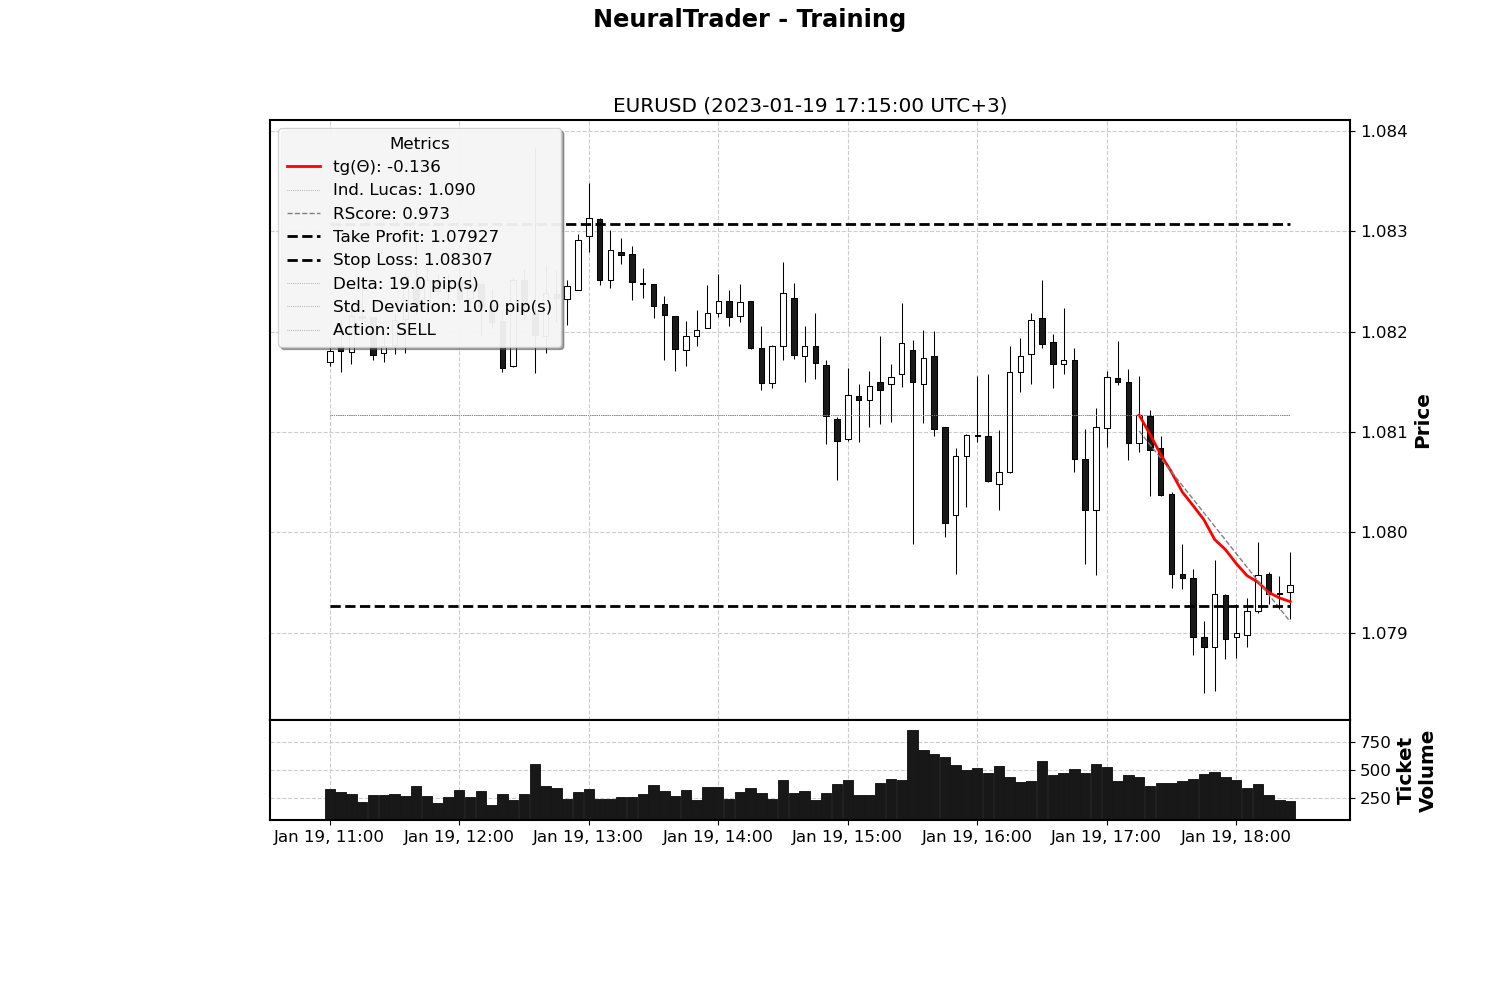 NeuralTrader - Training
EURUSD (2023-01-19 17:15:00 UTC+3)
Metrics
tg(Θ): -0.136
Ind. Lucas: 1.090
RScore: 0.973
Take Profit: 1.07927
Stop Loss: 1.08307
Delta: 19.0 pip(s)
Std. Deviation: 10.0 pip(s)
Action: SELL
1.084
1.083
1.082
1.081
1.080
1.079
Price
750
500
250
Ticket
Volume
Jan 19, 11:00
Jan 19, 12:00
Jan 19, 13:00
Jan 19, 14:00
Jan 19, 15:00
Jan 19, 16:00
Jan 19, 17:00
Jan 19, 18:00